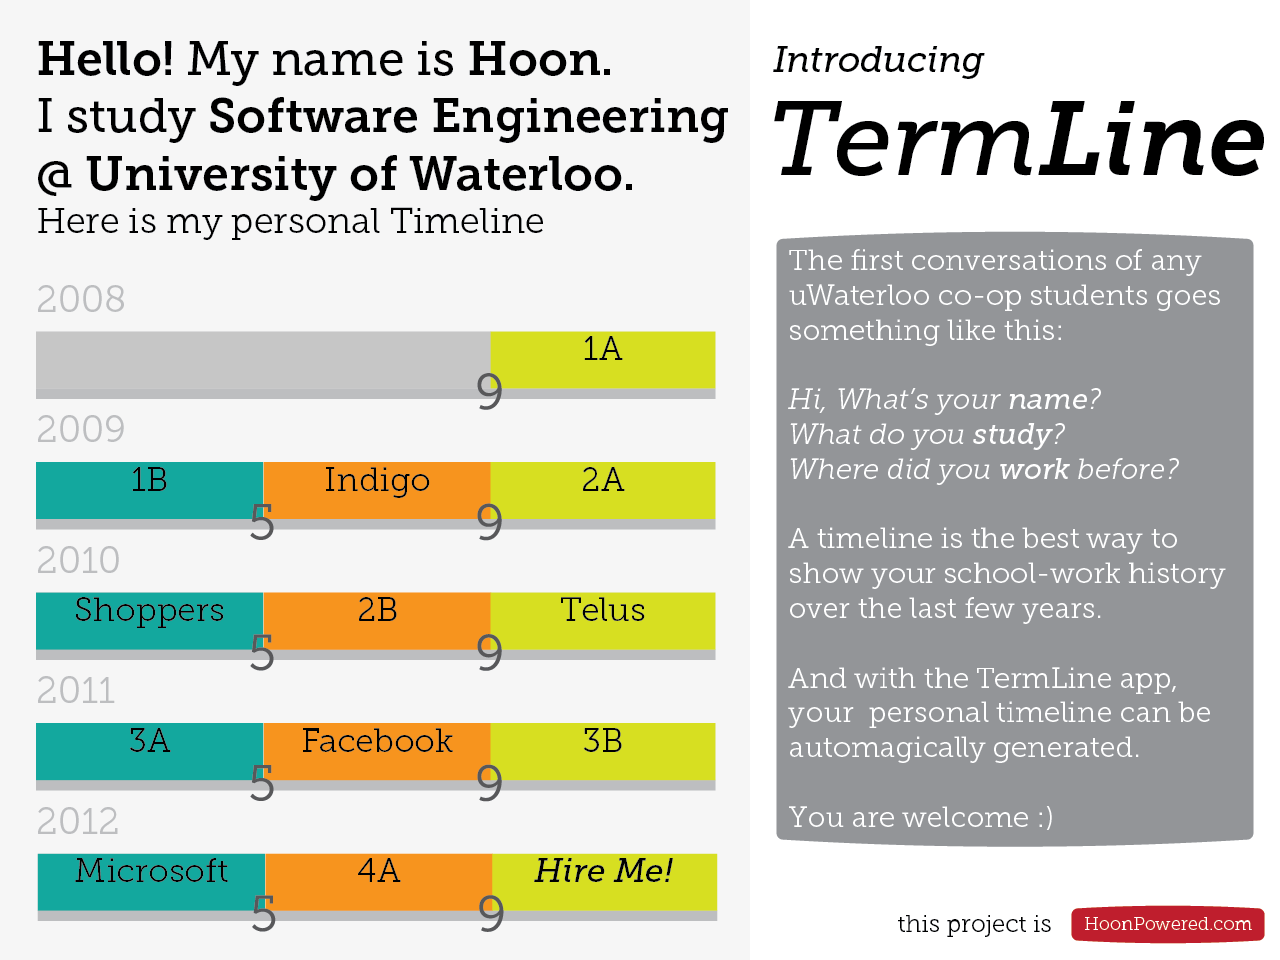 Hello! My name is Hoon.
I study Software Engineering
@ University of Waterloo.
Here is my personal Timeline
2008
1A
9
2009
1B Indigo 2A
5 9
2010
Shoppers 2B Telus
5 9
2011
3A Facebook 3B
5 9
2012
Microsoft 4A Hire Me!
5 9
Introducing
TermLine
The first conversations of any
uWaterloo co-op students goes
something like this:
Hi, What's your name?
What do you study?
Where did you work before?
A timeline is the best way to
show your school-work history
over the last few years.
And with the TermLine app,
your personal timeline can be
automagically generated.
You are welcome :)
this project is HoonPowered.com